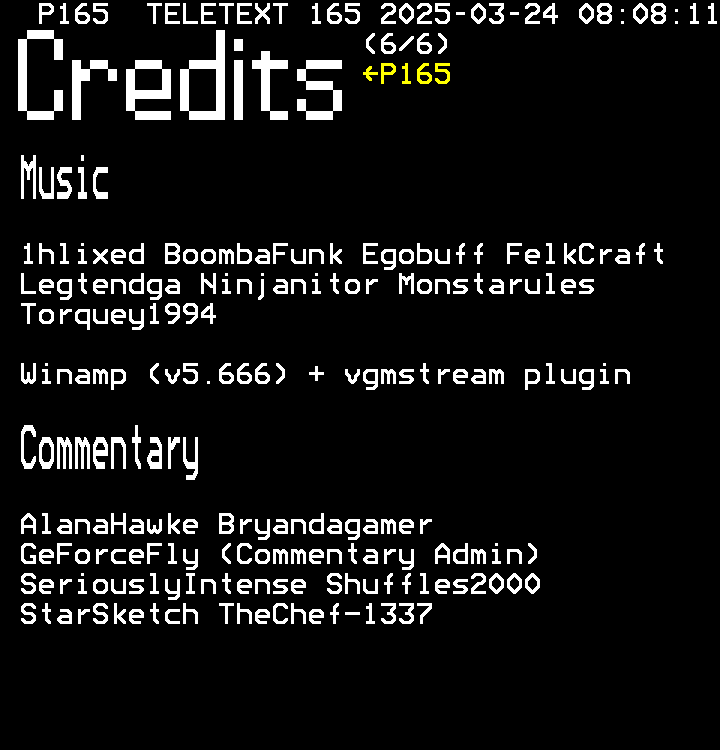 P165  TELETEXT 165 2025-03-24 08:08:11
Credits (6/6)
←P165
Music
1hlixed BoombaFunk Egobuff FelkCraft
Legtendga Ninjanitor Monstarules
Torquey1994
Winamp (v5.666) + vgmstream plugin
Commentary
AlanaHawke Bryandagamer
GeForceFly (Commentary Admin)
SeriouslyIntense Shuffles2000
StarSketch TheChef-1337